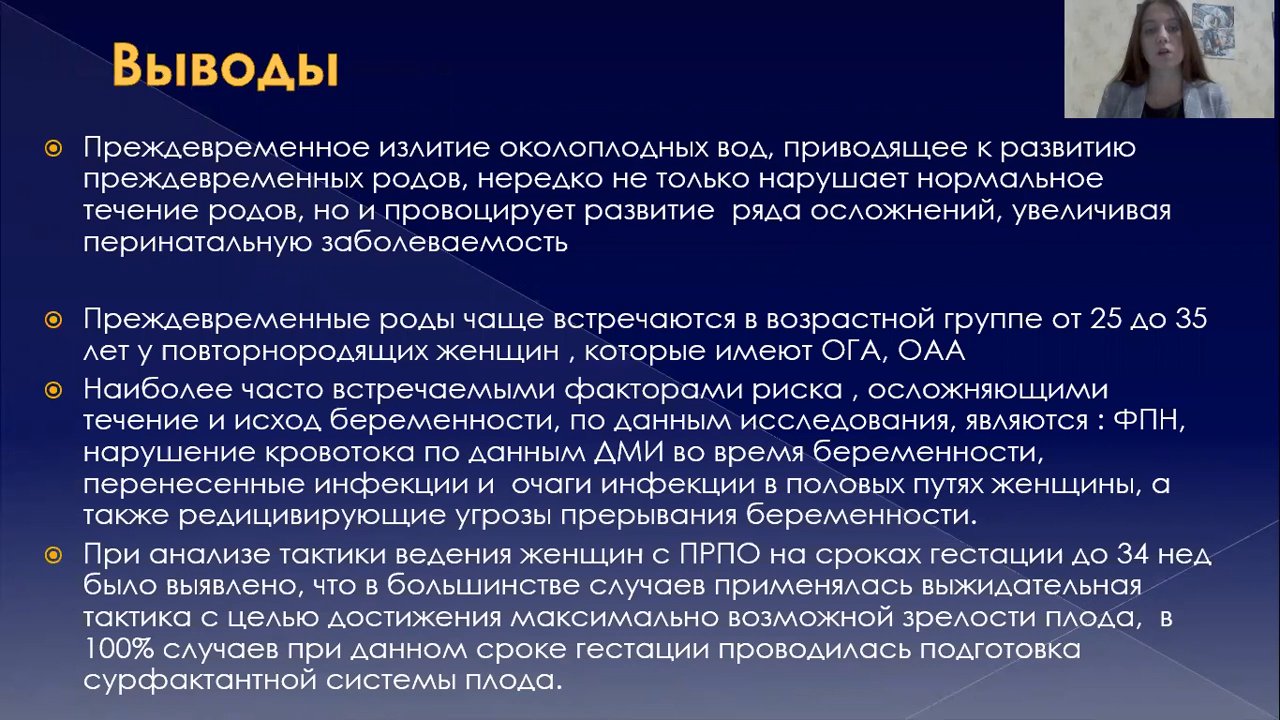 Выводы
Преждевременное излитие околоплодных вод, приводящее к развитию
преждевременных родов, нередко не только нарушает нормальное
течение родов, но и провоцирует развитие ряда осложнений, увеличивая
перинатальную заболеваемость
Преждевременные роды чаще встречаются в возрастной группе от 25 до 35
лет у повторнородящих женщин , которые имеют ОГА, ОАА
Наиболее часто встречаемыми факторами риска , осложняющими
течение и исход беременности, по данным исследования, являются : ФПН,
нарушение кровотока по данным ДМИ во время беременности,
перенесенные инфекции и очаги инфекции в половых путях женщины, а
также редицивирующие угрозы прерывания беременности.
При анализе тактики ведения женщин с ПРПО на сроках гестации до 34 нед
было выявлено, что в большинстве случаев применялась выжидательная
тактика с целью достижения максимально возможной зрелости плода, в
100% случаев при данном сроке гестации проводилась подготовка
сурфактантной системы плода.